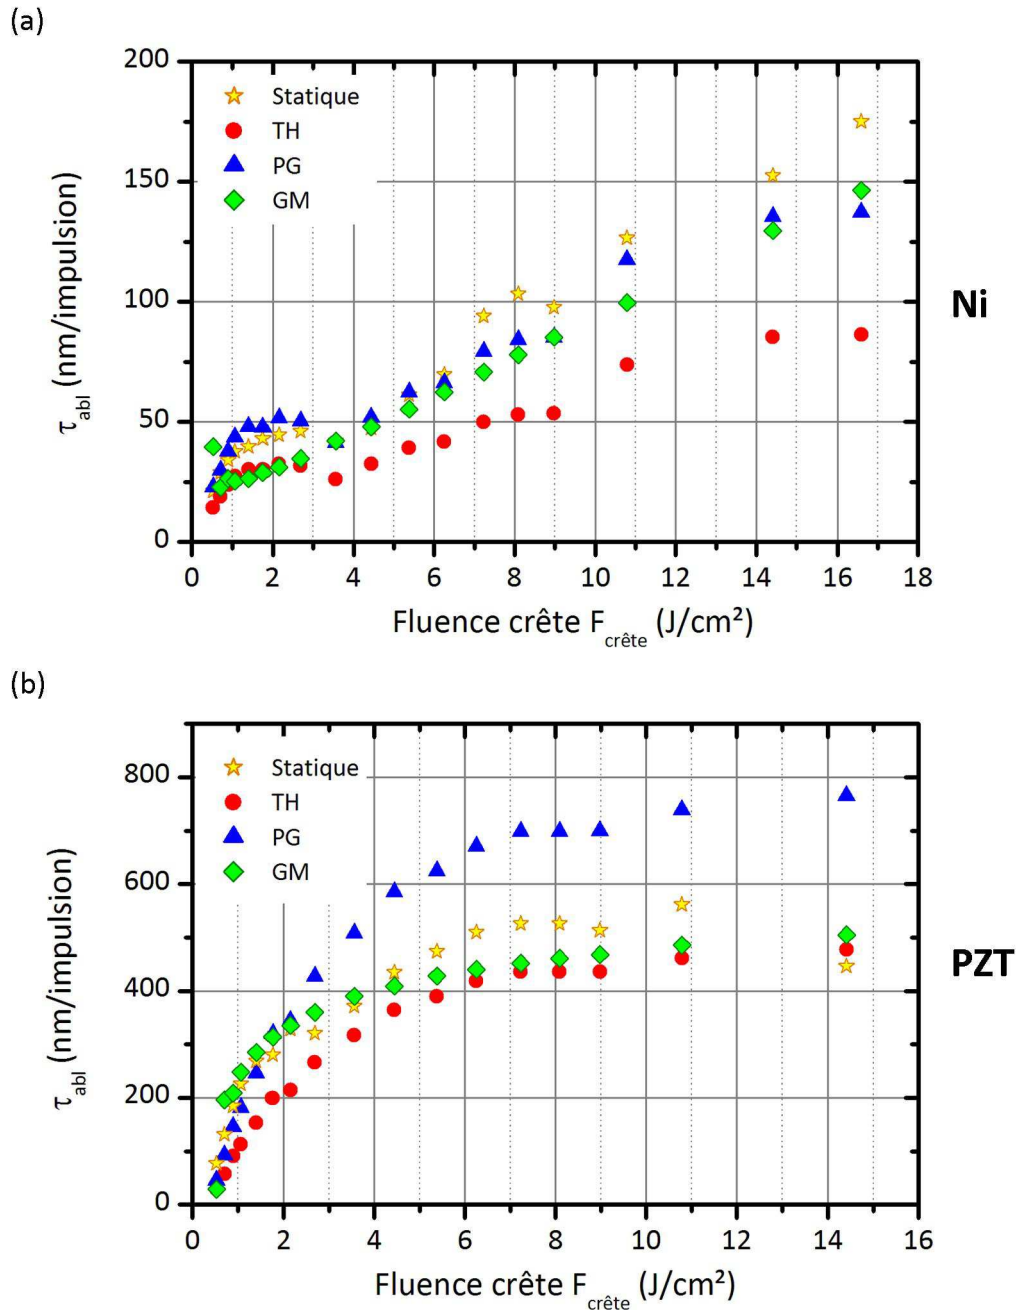 (a)
200
150
100
50
0
τabl (nm/impulsion)
Statique
TH
PG
GM
0 2 4 6 8 10 12 14 16 18
Fluence crête Fcrête (J/cm²)
Ni
(b)
800
600
400
200
0
τabl (nm/impulsion)
Statique
TH
PG
GM
0 2 4 6 8 10 12 14 16
Fluence crête Fcrête (J/cm²)
PZT